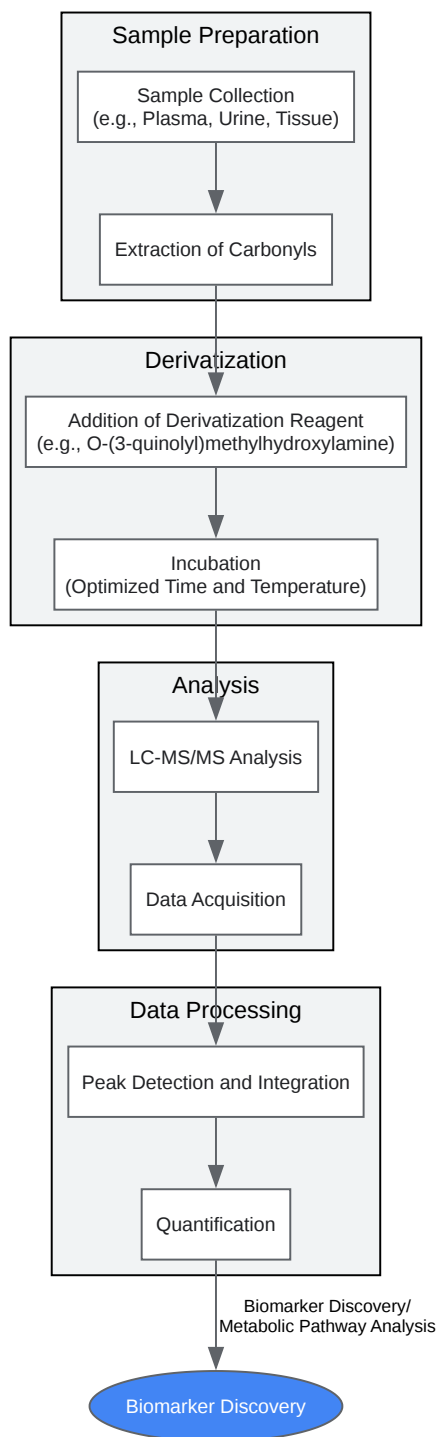 Sample Preparation
Sample Collection
(e.g., Plasma, Urine, Tissue)
Extraction of Carbonyls
Derivatization
Addition of Derivatization Reagent
(e.g., O-(3-quinolyl)methylhydroxylamine)
Incubation
(Optimized Time and Temperature)
Analysis
LC-MS/MS Analysis
Data Acquisition
Data Processing
Peak Detection and Integration
Quantification
Biomarker Discovery/
Metabolic Pathway Analysis
Biomarker Discovery